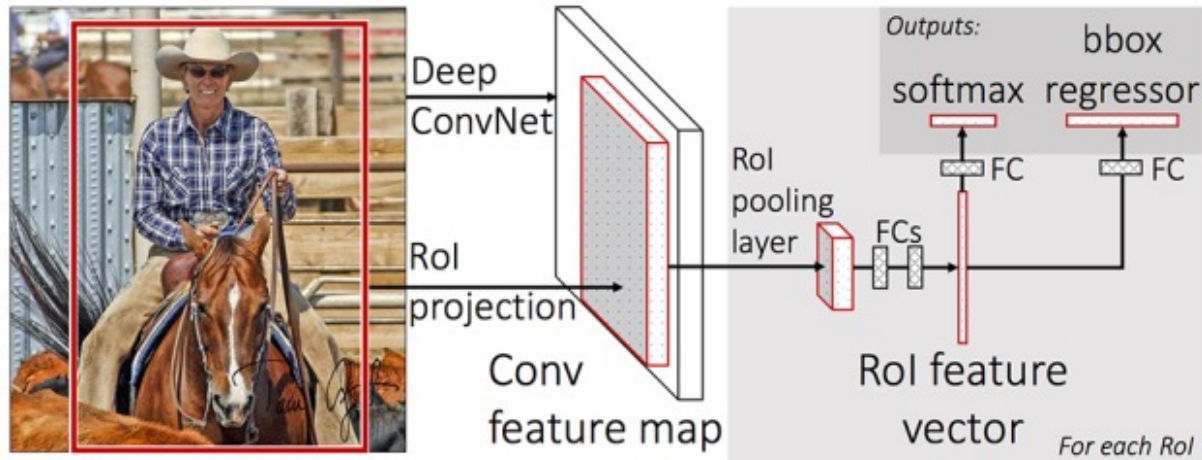 Deep
ConvNet
RoI
projection
Conv
feature map
RoI
pooling
layer
FCs
RoI feature
vector
For each RoI
Outputs:
softmax
bbox
regressor
FC
FC